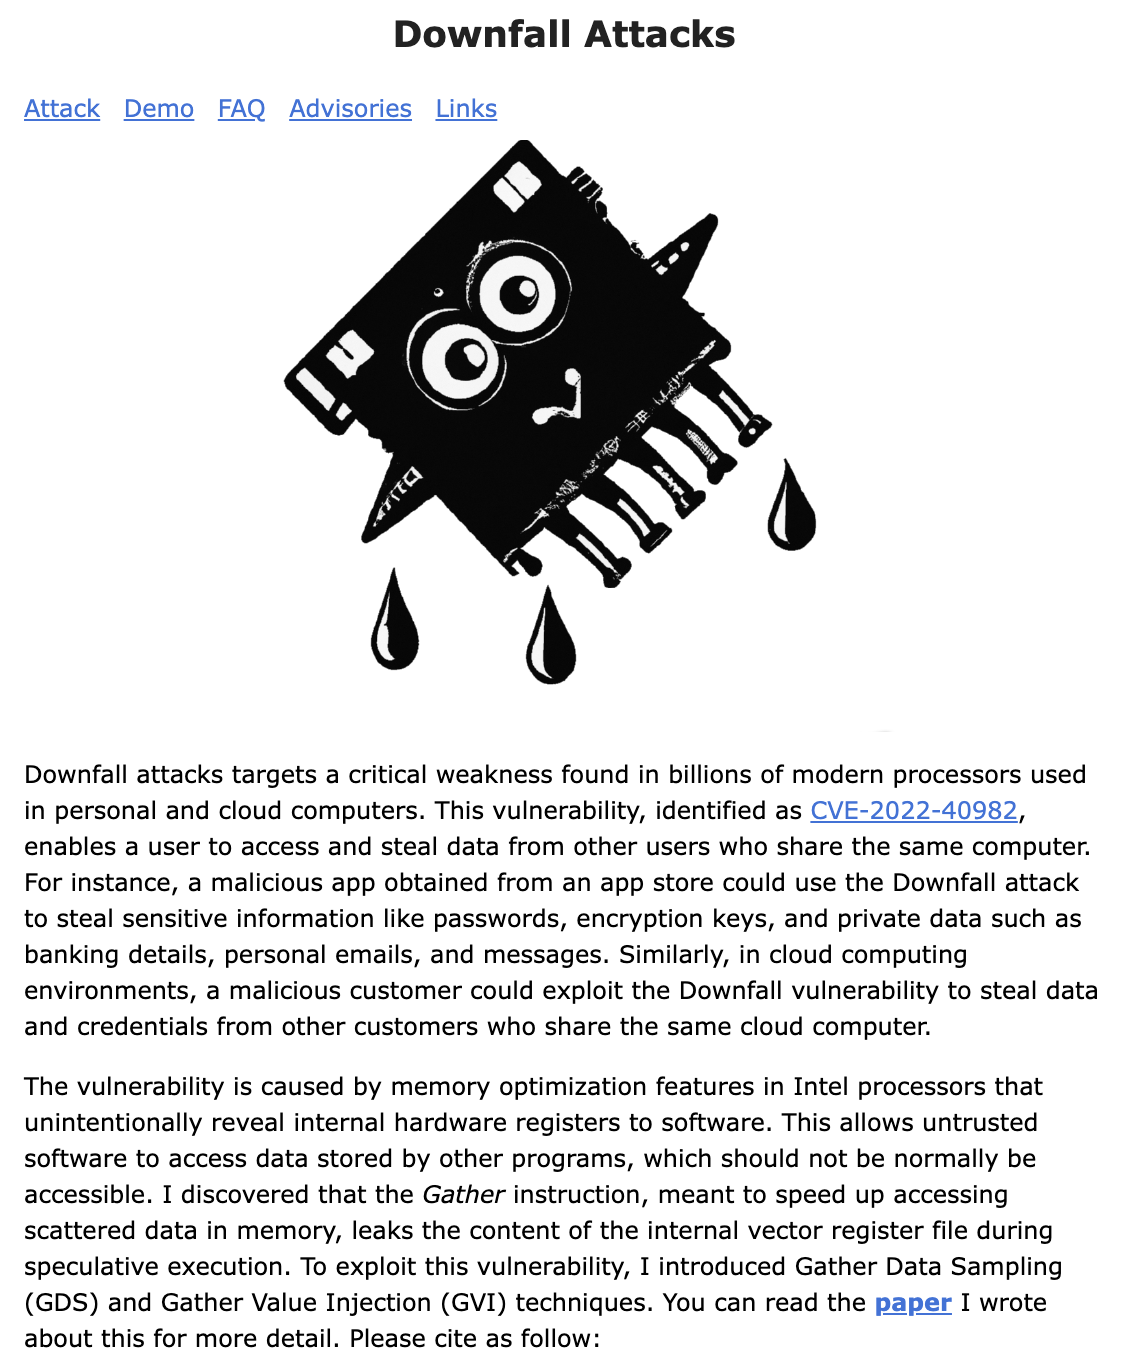 Downfall Attacks
Attack Demo FAQ Advisories Links
Downfall attacks targets a critical weakness found in billions of modern processors used
in personal and cloud computers. This vulnerability, identified as CVE-2022-40982,
enables a user to access and steal data from other users who share the same computer.
For instance, a malicious app obtained from an app store could use the Downfall attack
to steal sensitive information like passwords, encryption keys, and private data such as
banking details, personal emails, and messages. Similarly, in cloud computing
environments, a malicious customer could exploit the Downfall vulnerability to steal data
and credentials from other customers who share the same cloud computer.
The vulnerability is caused by memory optimization features in Intel processors that
unintentionally reveal internal hardware registers to software. This allows untrusted
software to access data stored by other programs, which should not be normally be
accessible. I discovered that the Gather instruction, meant to speed up accessing
scattered data in memory, leaks the content of the internal vector register file during
speculative execution. To exploit this vulnerability, I introduced Gather Data Sampling
(GDS) and Gather Value Injection (GVI) techniques. You can read the paper I wrote
about this for more detail. Please cite as follow: